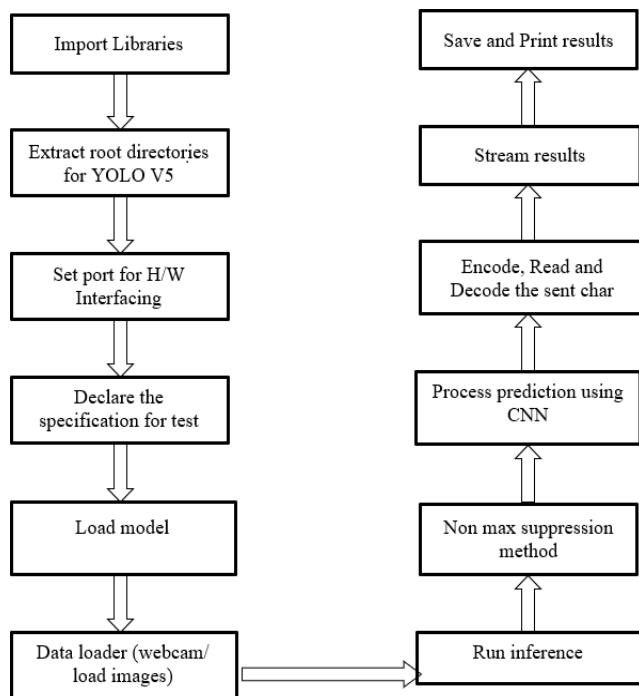 Import Libraries
Extract root directories
for YOLO V5
Set port for H/W
Interfacing
Declare the
specification for test
Load model
Data loader (webcam/
load images)
Run inference
Non max suppression
method
Process prediction using
CNN
Encode, Read and
Decode the sent char
Stream results
Save and Print results